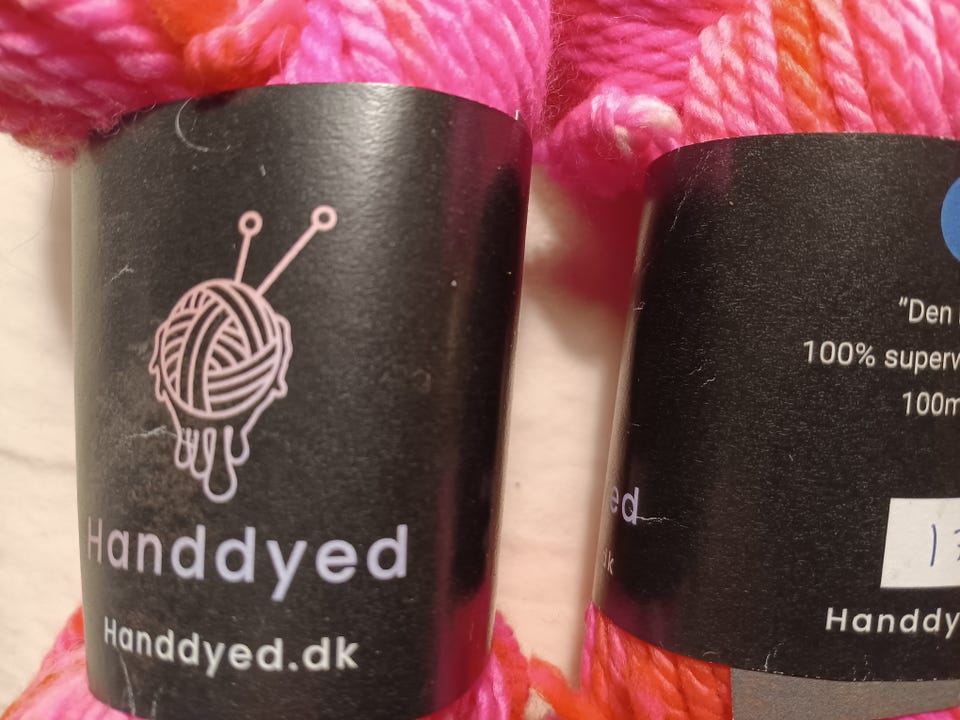 Handdyed
Handdyed.dk
"Den
100% superw
100m
ed
dk
Handdy